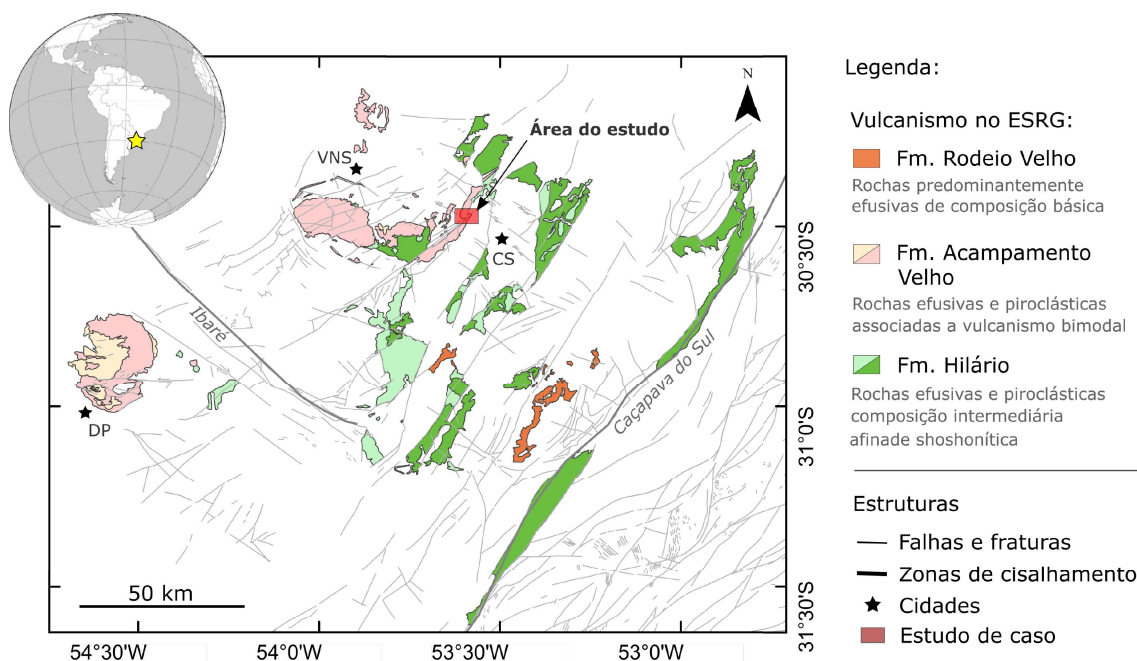 VNS
Área do estudo
CS
Ibaré
Caçapava do Sul
DP
50 km
N
54°30'W
54°00'W
53°30'W
53°00'W
30°30'S
31°0'S
31°30'S
Legenda:
Vulcanismo no ESRG:
Fm. Rodeio Velho
Rochas predominantemente
efusivas de composição básica
Fm. Acampamento
Velho
Rochas efusivas e piroclásticas
associadas a vulcanismo bimodal
Fm. Hilário
Rochas efusivas e piroclásticas
composição intermediária
afinade shoshonítica
Estruturas
Falhas e fraturas
Zonas de cisalhamento
Cidades
Estudo de caso